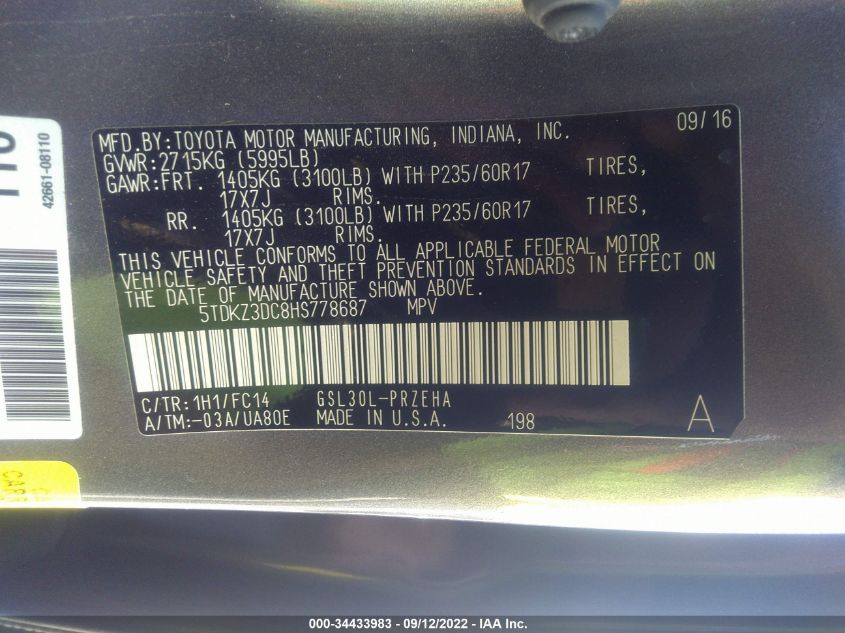 MFD.BY:TOYOTA MOTOR MANUFACTURING, INDIANA, INC. 09/16
GVWR:2715KG (5995LB)
GAWR:FRT. 1405KG (3100LB) WITH P235/60R17 TIRES,
17X7J RIMS.
RR. 1405KG (3100LB) WITH P235/60R17 TIRES,
17X7J RIMS.
THIS VEHICLE CONFORMS TO ALL APPLICABLE FEDERAL MOTOR
VEHICLE SAFETY AND THEFT PREVENTION STANDARDS IN EFFECT ON
THE DATE OF MANUFACTURE SHOWN ABOVE.
5TDKZ3DC8HS778687 MPV
C/TR:1H1/FC14 GSL30L-PRZEHA
A/TM:-03A/UA80E MADE IN U.S.A. 198 A
42661-08110
000-34433983 - 09/12/2022 - IAA Inc.